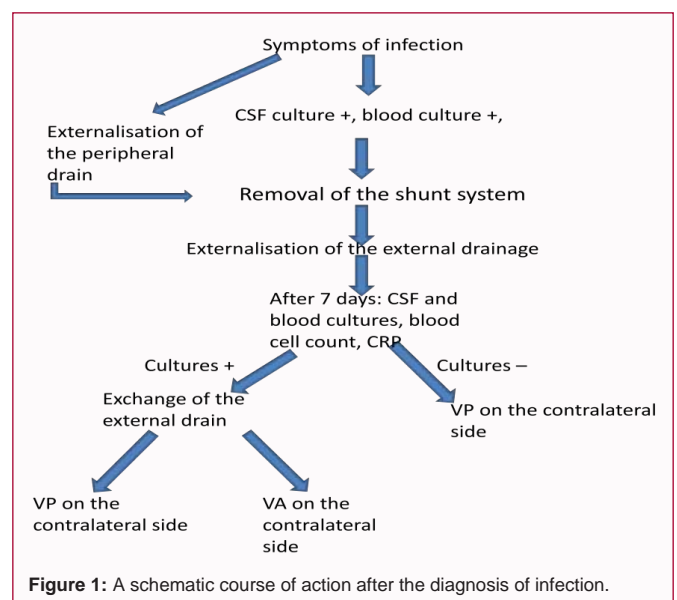 Symptoms of infection
CSF culture +, blood culture +,
Externalisation of
the peripheral
drain
Removal of the shunt system
Externalisation of the external drainage
After 7 days: CSF and
blood cultures, blood
cell count, CRP
Cultures +
Cultures –
Exchange of the
external drain
VP on the contralateral
side
VP on the
contralateral side
VA on the
contralateral
side
Figure 1: A schematic course of action after the diagnosis of infection.